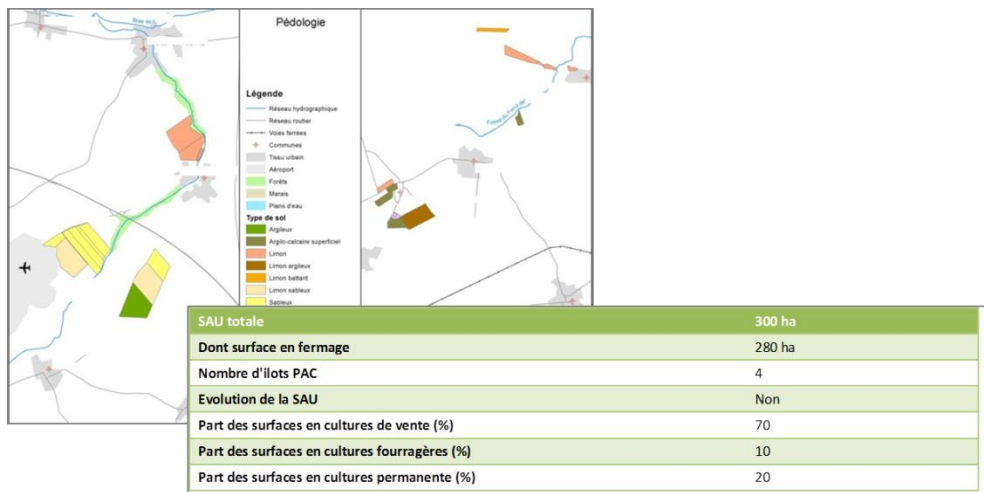 Bras de
Pédologie
Légende
Réseau hydrographique
Réseau routier
Voies ferrées
Communes
Tissu urbain
Aéroport
Forêts
Marais
Plans d'eau
Type de sol
Argileux
Argilo-calcaire superficiel
Limon
Limon argileux
Limon battant
Limon sableux
Sableux
SAU totale 300 ha
Dont surface en fermage 280 ha
Nombre d'ilots PAC 4
Evolution de la SAU Non
Part des surfaces en cultures de vente (%) 70
Part des surfaces en cultures fourragères (%) 10
Part des surfaces en cultures permanente (%) 20